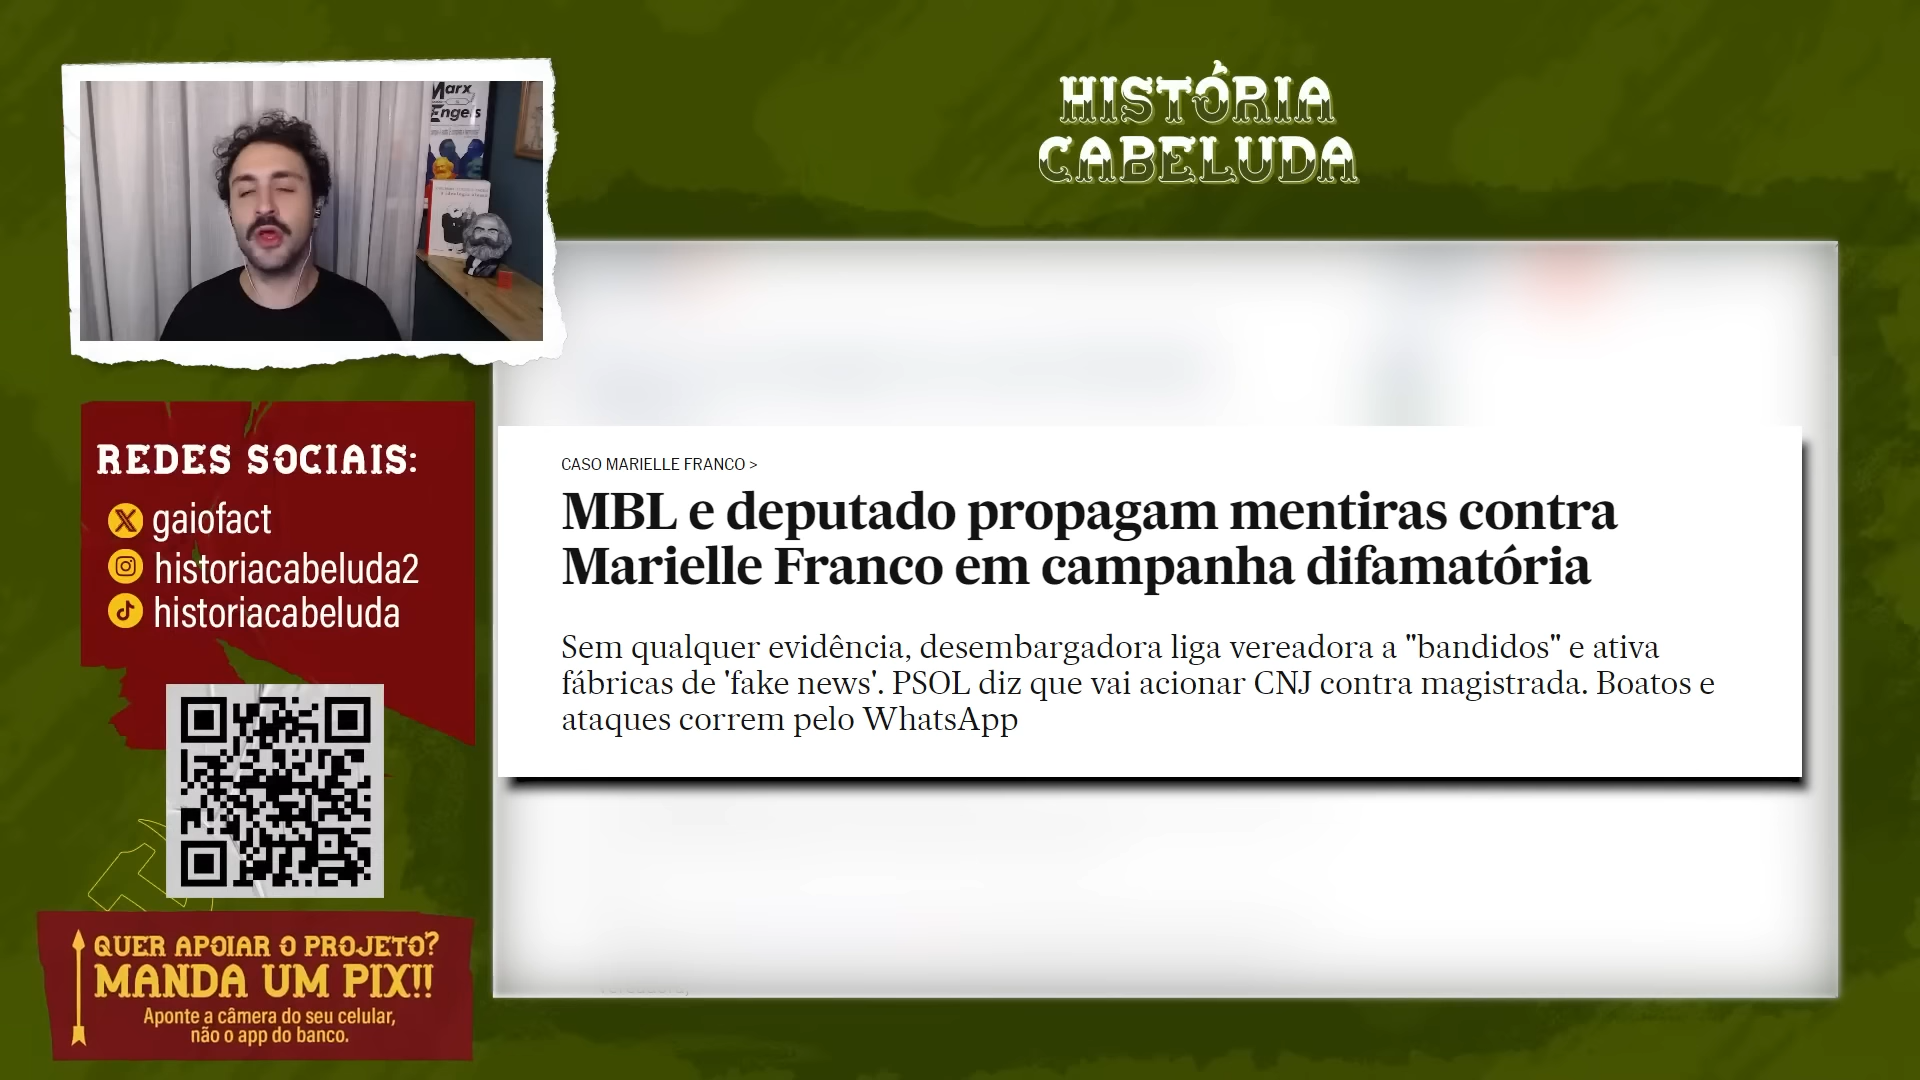 Marx
Engels
HISTÓRIA
CABELUDA
CASO MARIELLE FRANCO >
MBL e deputado propagam mentiras contra
Marielle Franco em campanha difamatória
Sem qualquer evidência, desembargadora liga vereadora a "bandidos" e ativa
fábricas de 'fake news'. PSOL diz que vai acionar CNJ contra magistrada. Boatos e
ataques correm pelo WhatsApp
REDES SOCIAIS:
gaiofact
historiacabeluda2
historiacabeluda
QUER APOIAR O PROJETO?
MANDA UM PIX!!
Aponte a câmera do seu celular,
não o app do banco.